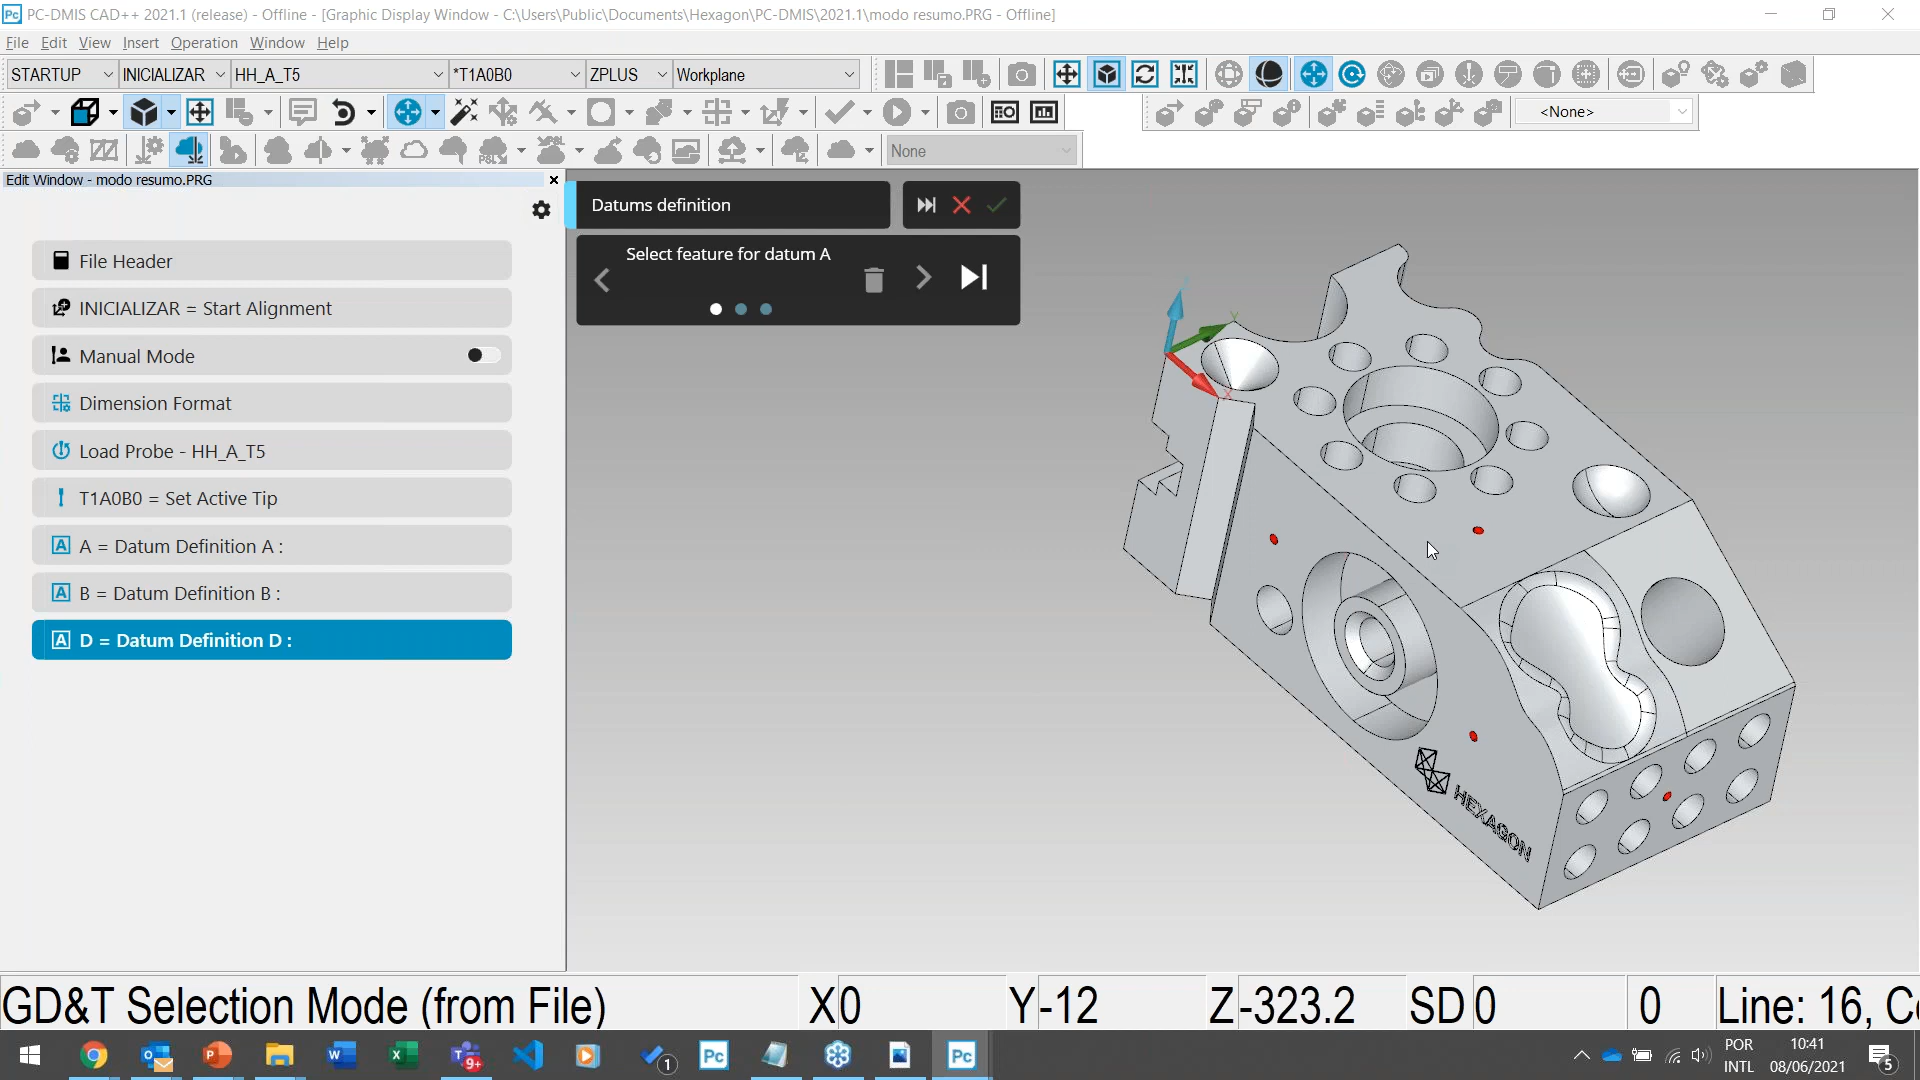 PC-DMIS CAD++ 2021.1 (release) - Offline - [Graphic Display Window - C:\Users\Public\Documents\Hexagon\PC-DMIS\2021.1\modo resumo.PRG - Offline]
File Edit View Insert Operation Window Help
STARTUP INICIALIZAR HH_A_T5 *T1A0B0 ZPLUS Workplane
<None>
None
Edit Window - modo resumo.PRG
Datums definition
File Header
Select feature for datum A
INICIALIZAR = Start Alignment
Manual Mode
Dimension Format
Load Probe - HH_A_T5
T1A0B0 = Set Active Tip
A = Datum Definition A :
B = Datum Definition B :
D = Datum Definition D :
Y
X
HEXAGON
GD&T Selection Mode (from File) X 0 Y -12 Z -323.2 SD 0 0 Line: 16, Co
9+
1
POR
INTL
10:41
08/06/2021
5